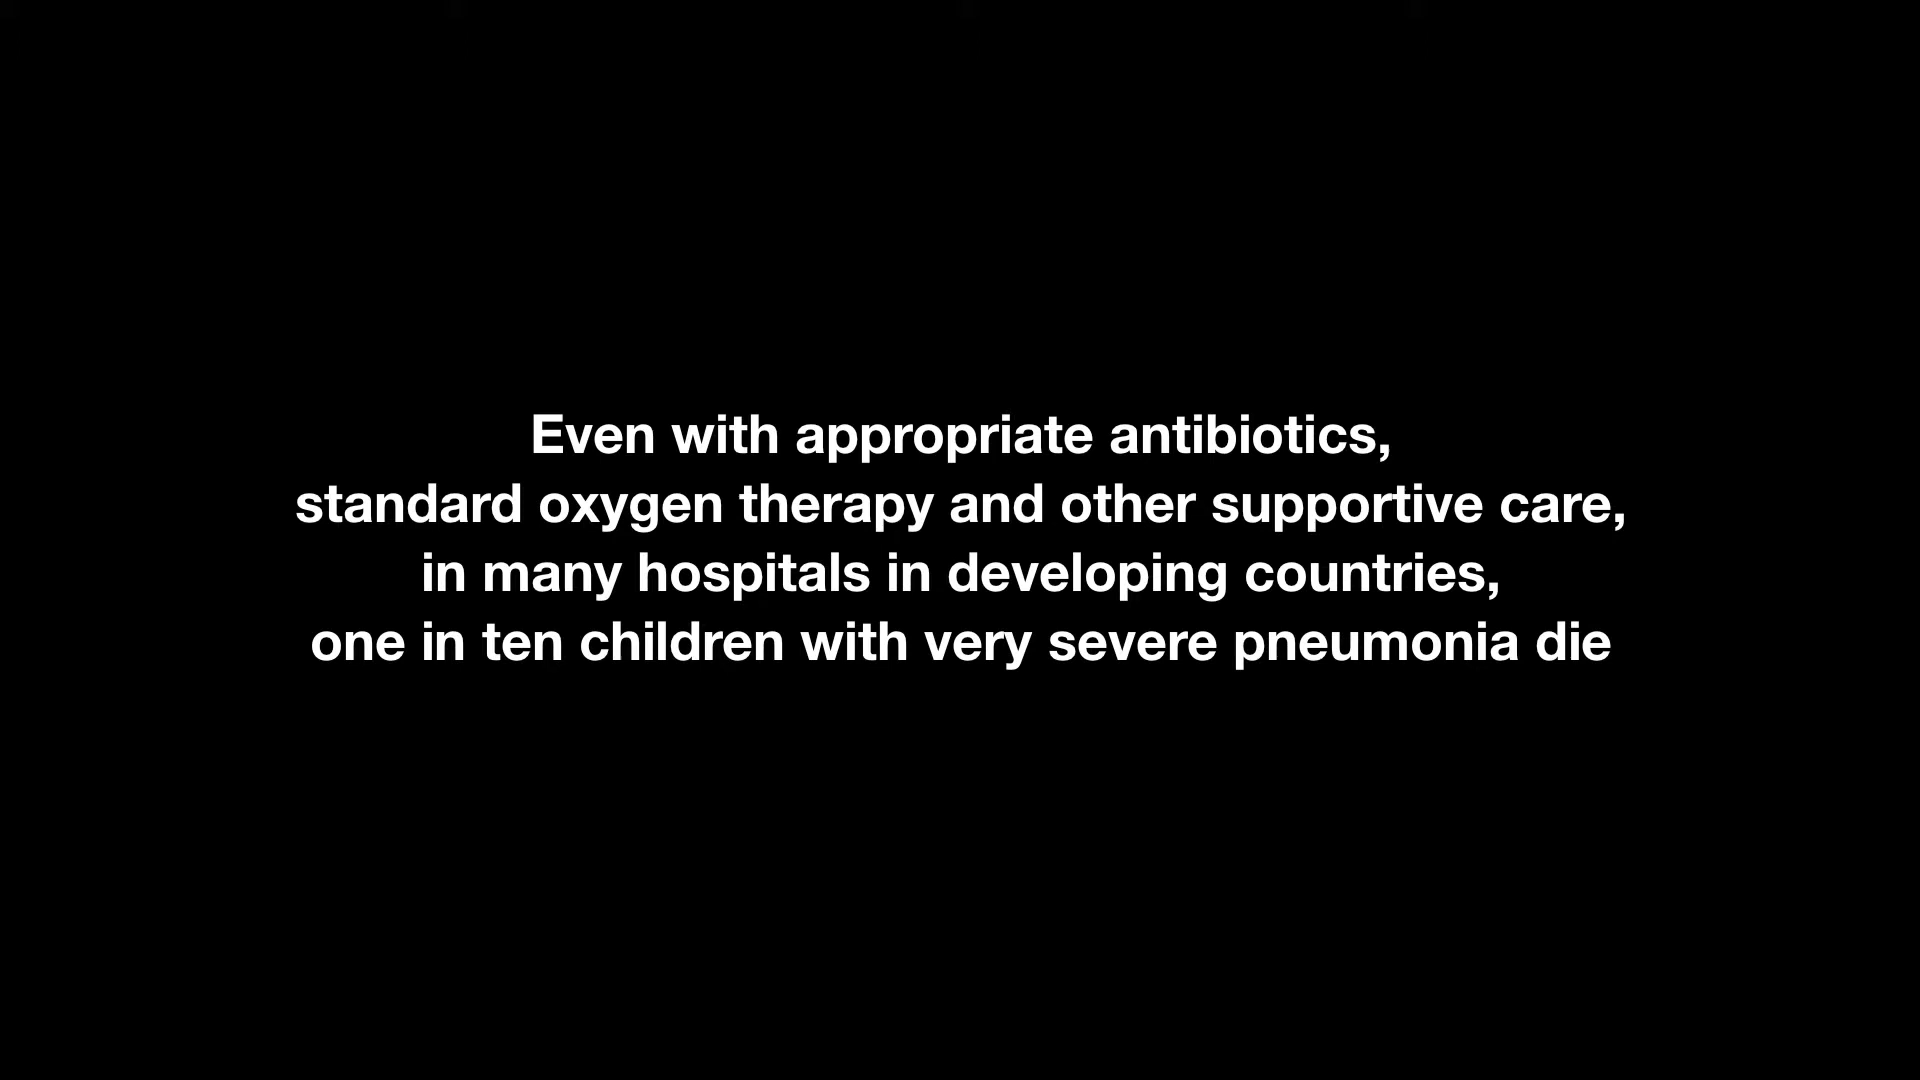 Even with appropriate antibiotics,
standard oxygen therapy and other supportive care,
in many hospitals in developing countries,
one in ten children with very severe pneumonia die